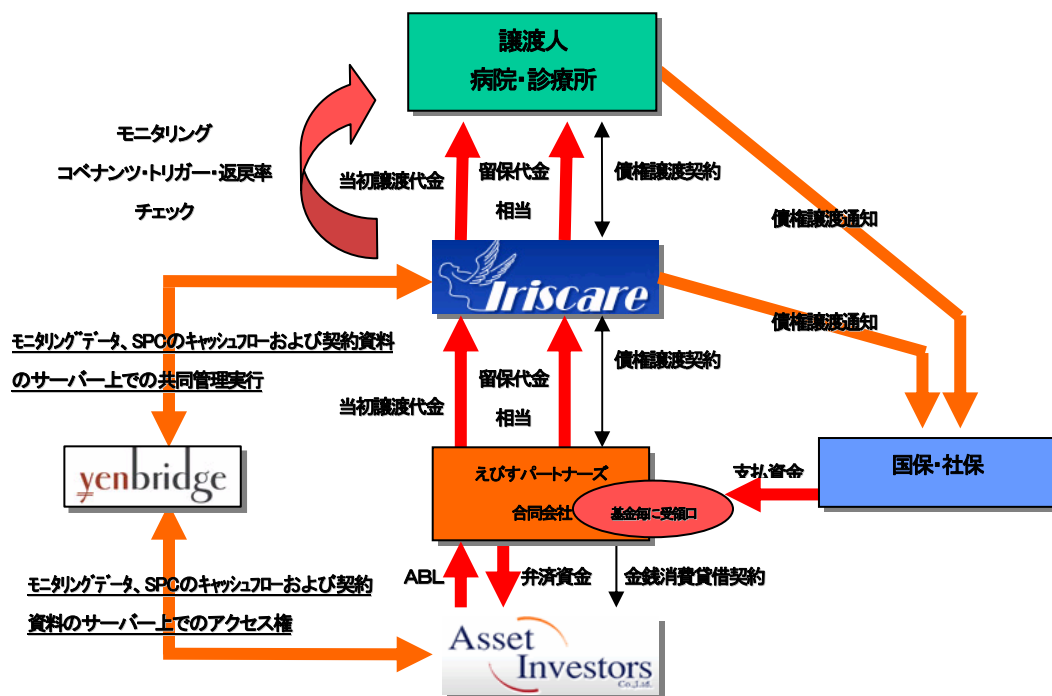 譲渡人
病院・診療所
モニタリング
コベナンツ・トリガー・返戻率
チェック
当初譲渡代金
留保代金
相当
債権譲渡契約
債権譲渡通知
Iriscare
債権譲渡通知
モニタリングデータ、SPCのキャッシュフローおよび契約資料
のサーバー上での共同管理実行
当初譲渡代金
留保代金
相当
債権譲渡契約
yenbridge
えびすパートナーズ
合同会社
基金毎に受領口
支払資金
国保・社保
ABL
弁済資金
金銭消費貸借契約
モニタリングデータ、SPCのキャッシュフローおよび契約
資料のサーバー上でのアクセス権
Asset
Investors
Co.,Ltd.